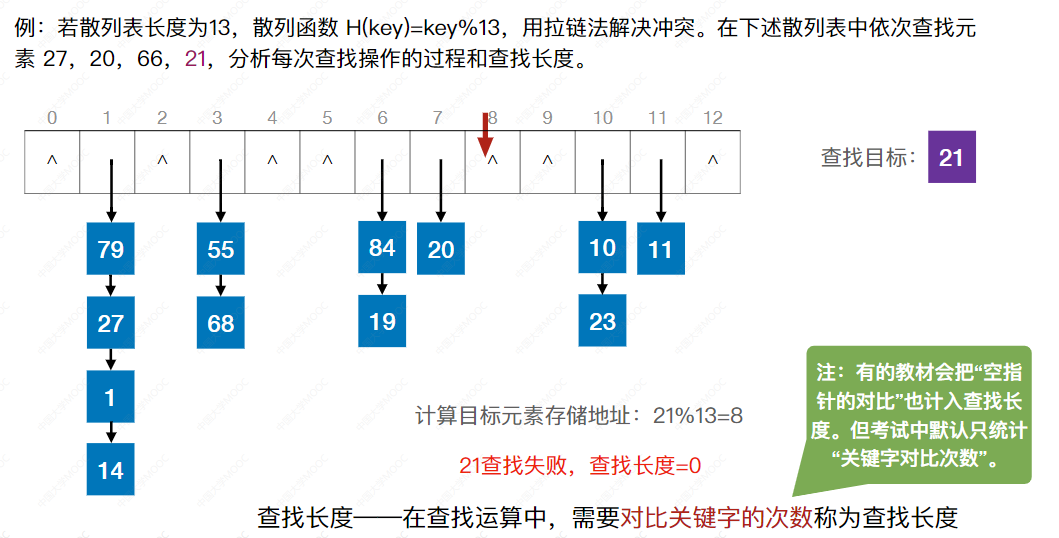 例：若散列表长度为13，散列函数 H(key)=key%13，用拉链法解决冲突。在下述散列表中依次查找元
素 27，20，66，21，分析每次查找操作的过程和查找长度。
0 1 2 3 4 5 6 7 8 9 10 11 12
∧ ∧ ∧ ∧ ∧ ∧ ∧
查找目标： 21
79 55 84 20 10 11
27 68 19 23
1
14
注：有的教材会把“空指
针的对比”也计入查找长
度。但考试中默认只统计
“关键字对比次数”。
计算目标元素存储地址：21%13=8
21查找失败，查找长度=0
查找长度——在查找运算中，需要对比关键字的次数称为查找长度
中国大学MOOC